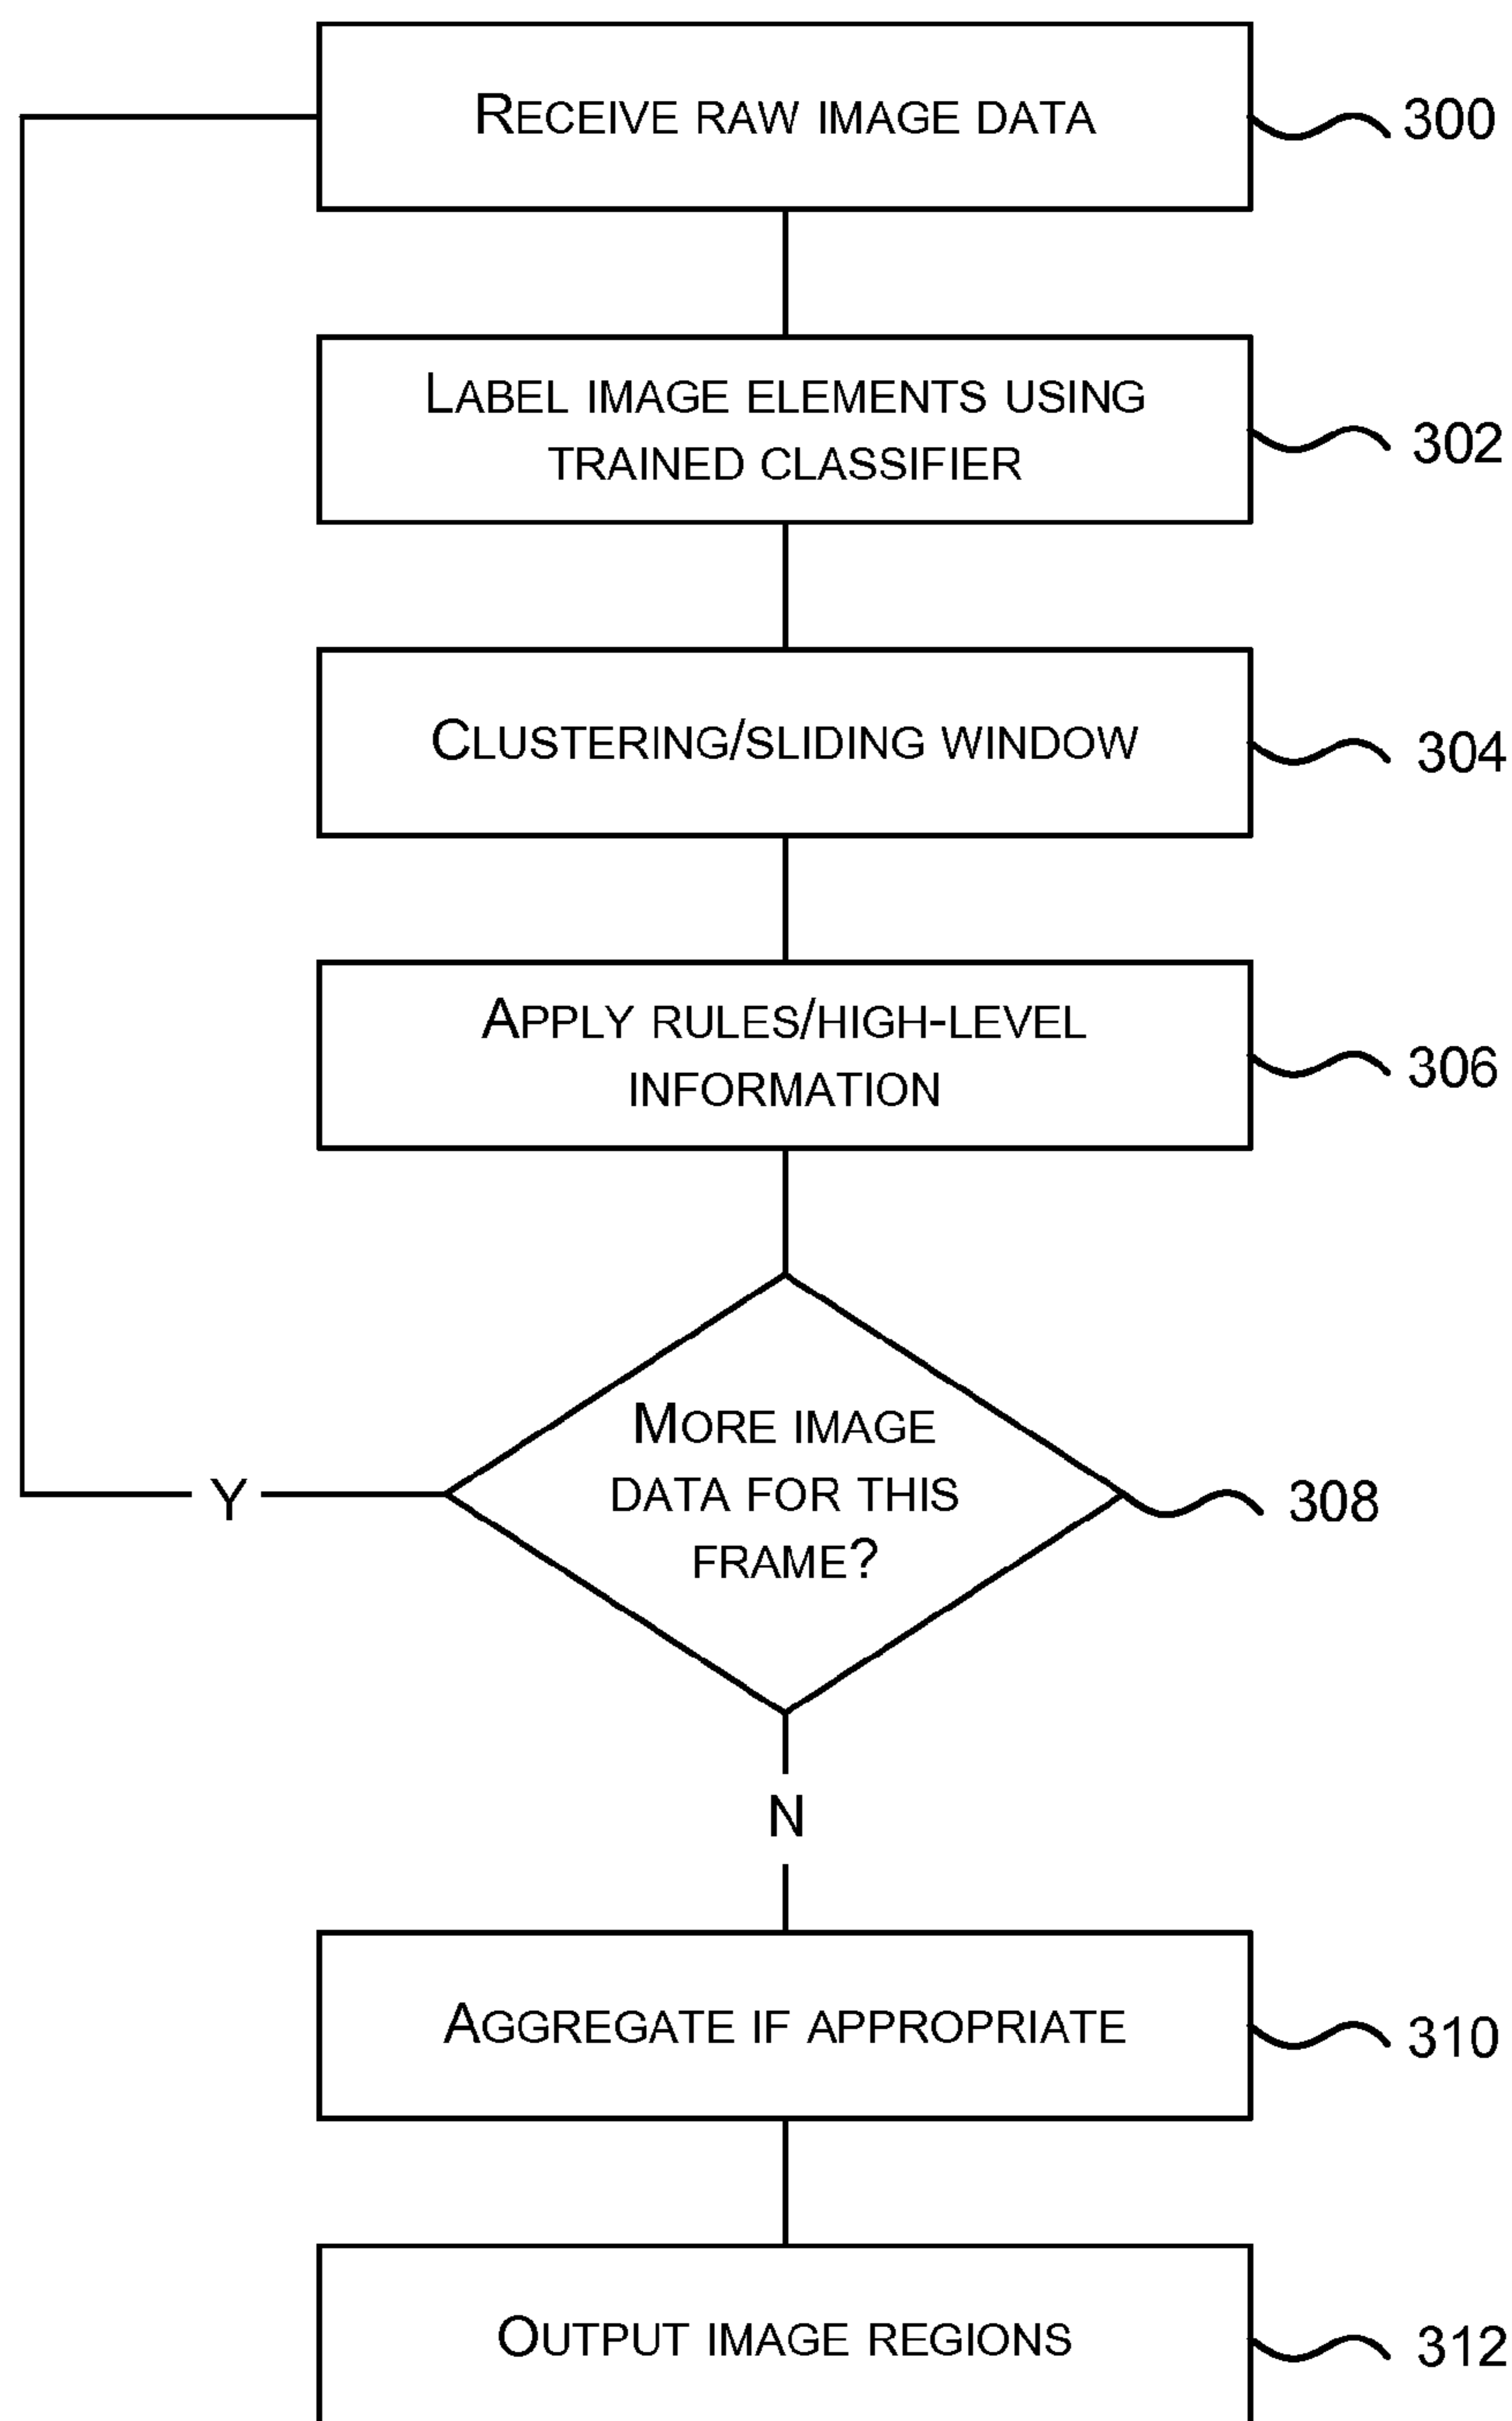 RECEIVE RAW IMAGE DATA
300
LABEL IMAGE ELEMENTS USING
TRAINED CLASSIFIER
302
CLUSTERING/SLIDING WINDOW
304
APPLY RULES/HIGH-LEVEL
INFORMATION
306
MORE IMAGE
DATA FOR THIS
FRAME?
308
Y
N
AGGREGATE IF APPROPRIATE
310
OUTPUT IMAGE REGIONS
312